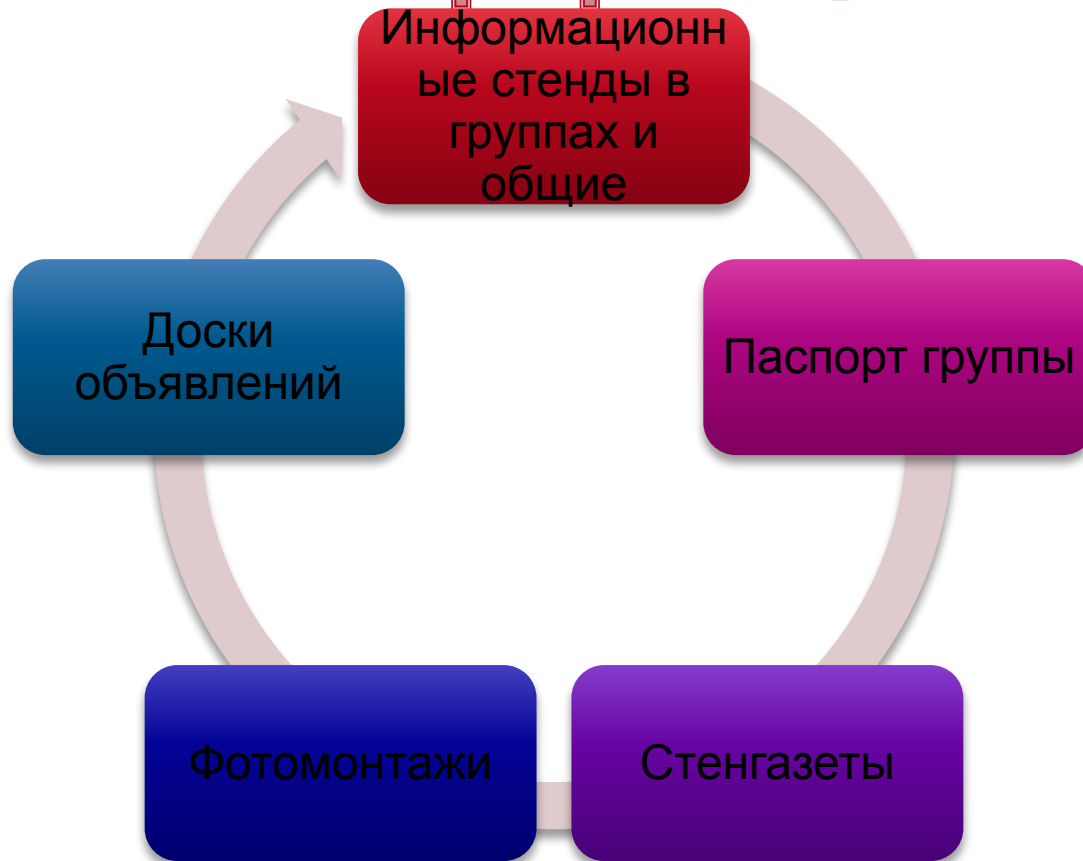 Информационн
ые стенды в
группах и
общие
Паспорт группы
Стенгазеты
Фотомонтажи
Доски
объявлений